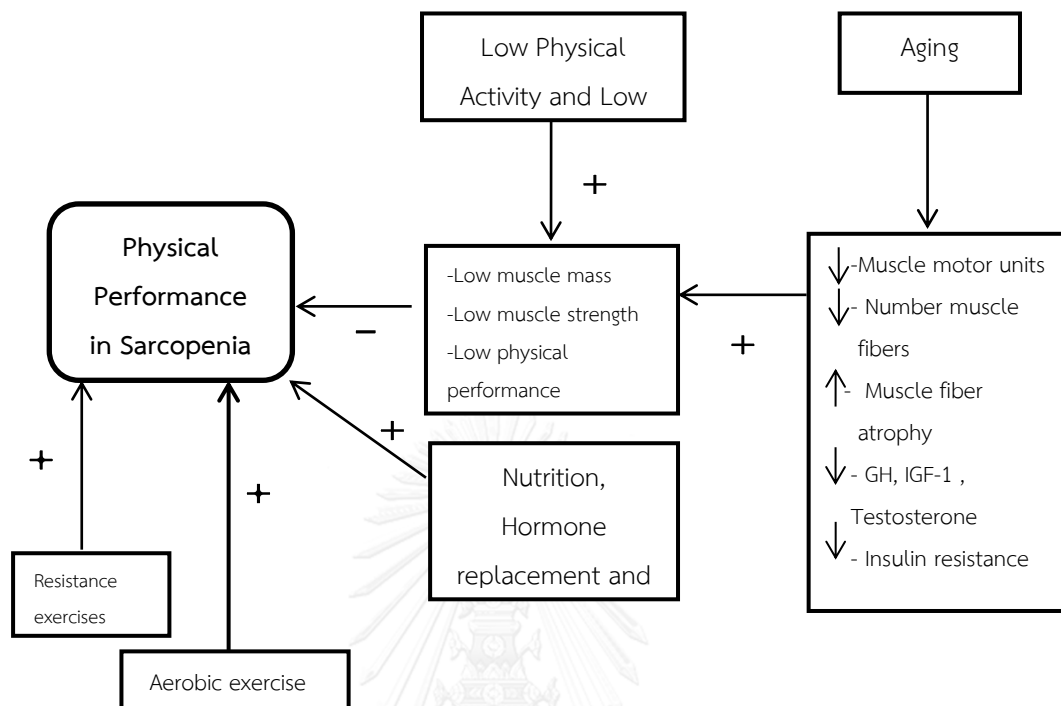 Low Physical
Activity and Low
Aging
+
Physical
Performance
in Sarcopenia
-Low muscle mass
-Low muscle strength
-Low physical
performance
−
+
↓-Muscle motor units
↓- Number muscle
fibers
↑- Muscle fiber
atrophy
↓- GH, IGF-1 ,
Testosterone
↓- Insulin resistance
+
+
+
Nutrition,
Hormone
replacement and
Resistance
exercises
Aerobic exercise